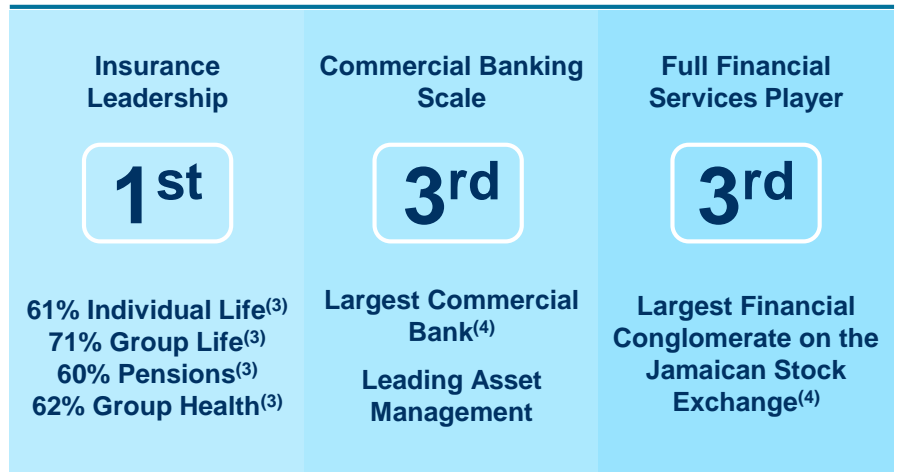 Insurance
Leadership
1st
61% Individual Life(3)
71% Group Life(3)
60% Pensions(3)
62% Group Health(3)
Commercial Banking
Scale
3rd
Largest Commercial
Bank(4)
Leading Asset
Management
Full Financial
Services Player
3rd
Largest Financial
Conglomerate on the
Jamaican Stock
Exchange(4)